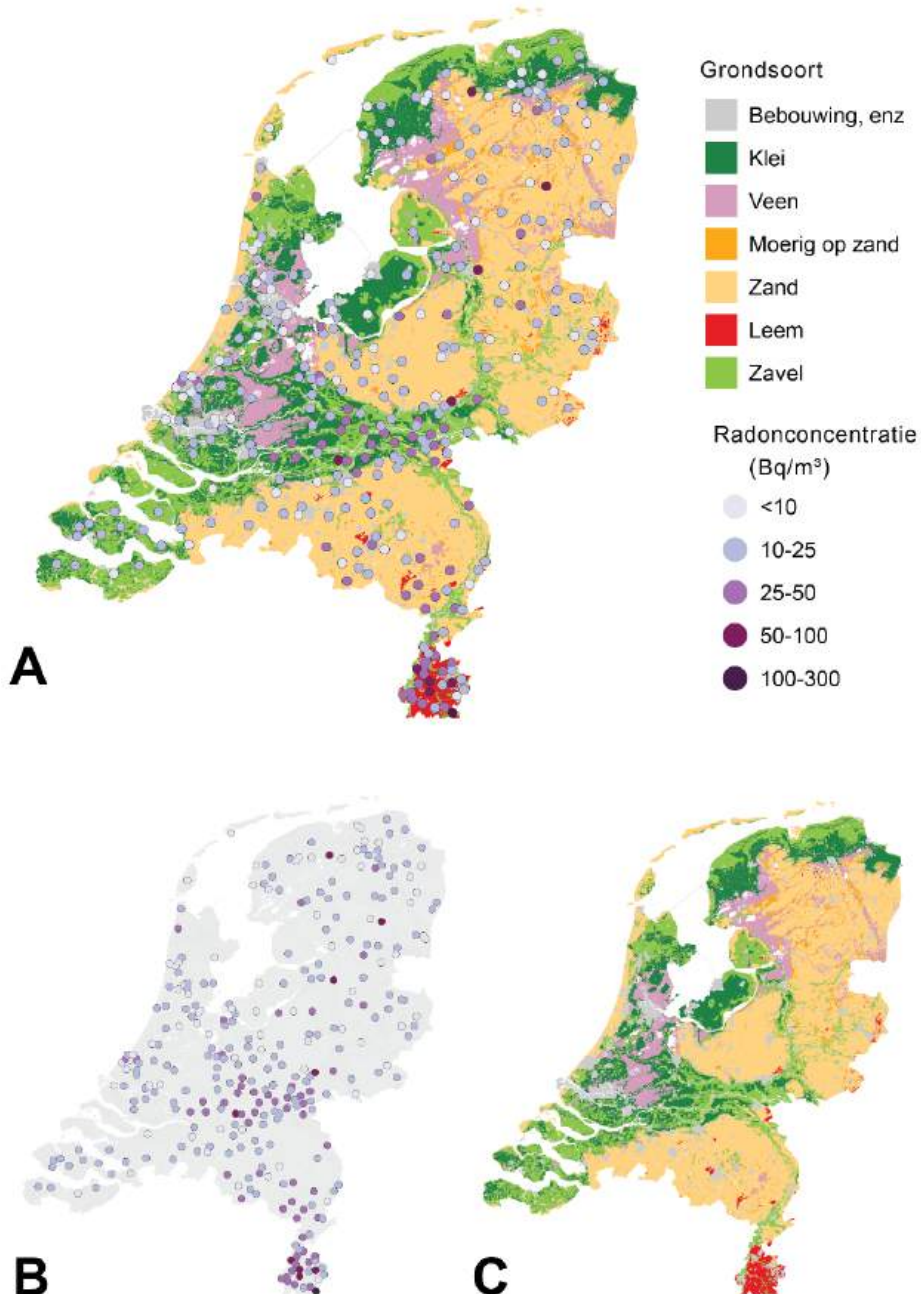 Grondsoort
Bebouwing, enz
Klei
Veen
Moerig op zand
Zand
Leem
Zavel
Radonconcentratie
(Bq/m³)
<10
10-25
25-50
50-100
100-300
A
B
C